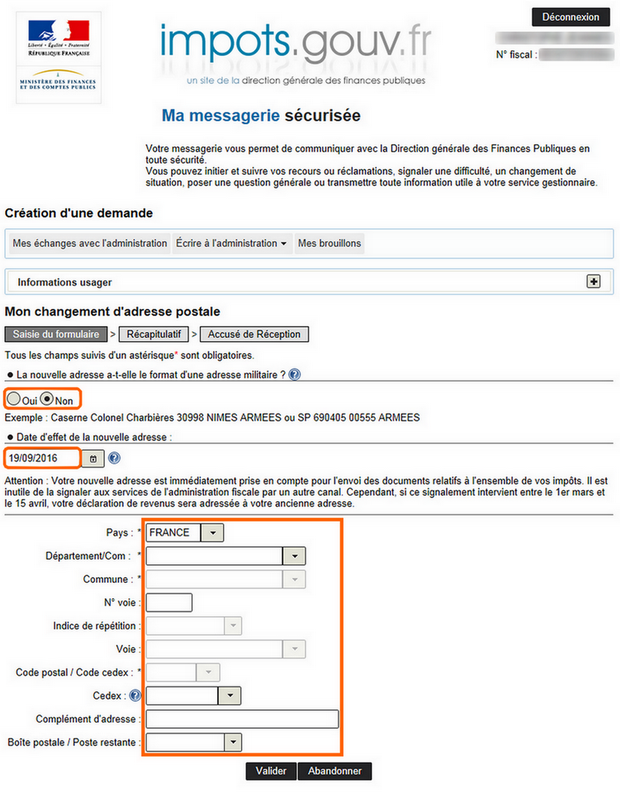 Déconnexion
Liberté • Égalité • Fraternité
RÉPUBLIQUE FRANÇAISE
MINISTÈRE DES FINANCES
ET DES COMPTES PUBLICS
impots.gouv.fr
un site de la direction générale des finances publiques
N° fiscal :
Ma messagerie sécurisée
Votre messagerie vous permet de communiquer avec la Direction générale des Finances Publiques en
toute sécurité.
Vous pouvez initier et suivre vos recours ou réclamations, signaler une difficulté, un changement de
situation, poser une question générale ou transmettre toute information utile à votre service gestionnaire.
Création d'une demande
Mes échanges avec l'administration Écrire à l'administration Mes brouillons
Informations usager
Mon changement d'adresse postale
Saisie du formulaire > Récapitulatif > Accusé de Réception
Tous les champs suivis d'un astérisque* sont obligatoires.
• La nouvelle adresse a-t-elle le format d'une adresse militaire ? ?
Oui Non
Exemple : Caserne Colonel Charbières 30998 NIMES ARMEES ou SP 690405 00555 ARMEES
• Date d'effet de la nouvelle adresse :
19/09/2016 ?
Attention : Votre nouvelle adresse est immédiatement prise en compte pour l'envoi des documents relatifs à l'ensemble de vos impôts. Il est
inutile de la signaler aux services de l'administration fiscale par un autre canal. Cependant, si ce signalement intervient entre le 1er mars et
le 15 avril, votre déclaration de revenus sera adressée à votre ancienne adresse.
Pays : * FRANCE
Département/Com : *
Commune : *
N° voie :
Indice de répétition :
Voie :
Code postal / Code cedex : *
Cedex : ?
Complément d'adresse :
Boîte postale / Poste restante :
Valider Abandonner